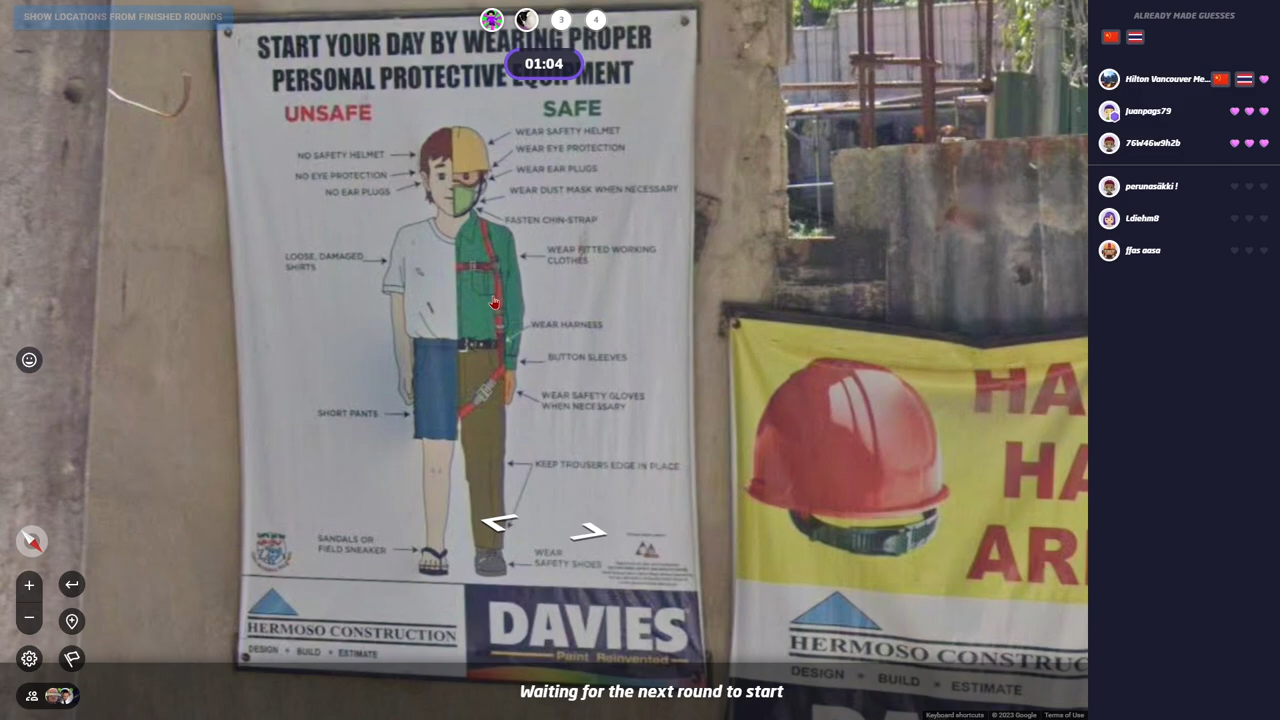 SHOW LOCATIONS FROM FINISHED ROUNDS
3
4
01:04
START YOUR DAY BY WEARING PROPER
PERSONAL PROTECTIVE EQUIPMENT
UNSAFE
SAFE
WEAR SAFETY HELMET
NO SAFETY HELMET
WEAR EYE PROTECTION
NO EYE PROTECTION
WEAR EAR PLUGS
NO EAR PLUGS
WEAR DUST MASK WHEN NECESSARY
FASTEN CHIN-STRAP
LOOSE, DAMAGED
SHIRTS
WEAR FITTED WORKING
CLOTHES
WEAR HARNESS
BUTTON SLEEVES
SHORT PANTS
WEAR SAFETY GLOVES
WHEN NECESSARY
KEEP TROUSERS EDGE IN PLACE
SANDALS OR
FIELD SNEAKER
WEAR
SAFETY SHOES
HERMOSO CONSTRUCTION
DESIGN • BUILD • ESTIMATE
DAVIES
Paint Reinvented
HA
HA
AR
HERMOSO CONSTRUC
DESIGN • BUILD • ESTIMATE
Waiting for the next round to start
Keyboard shortcuts
© 2023 Google
Terms of Use
ALREADY MADE GUESSES
Hilton Vancouver Me...
juanpags79
76W46w9h2b
perunasäkki !
Ldiehm8
ffas aasa